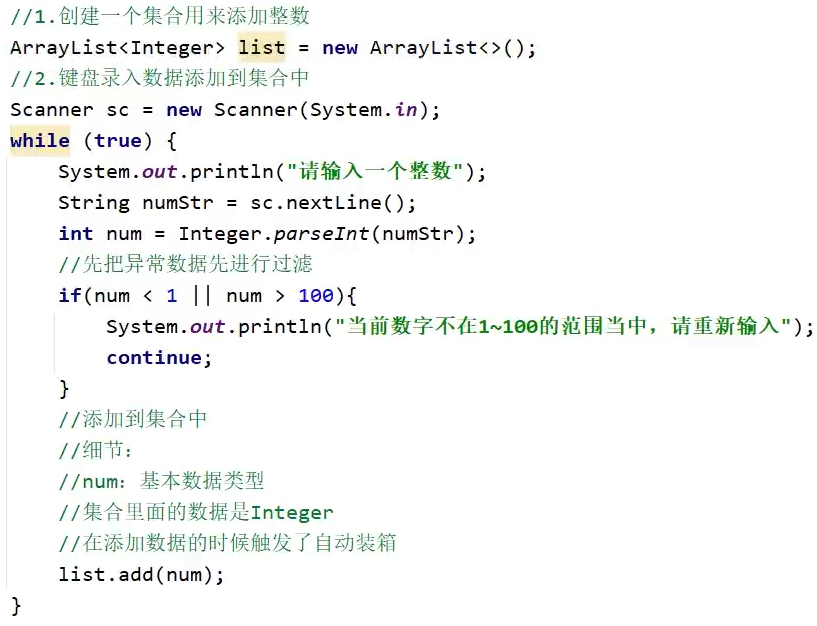 //1.创建一个集合用来添加整数
ArrayList<Integer> list = new ArrayList<>();
//2.键盘录入数据添加到集合中
Scanner sc = new Scanner(System.in);
while (true) {
    System.out.println("请输入一个整数");
    String numStr = sc.nextLine();
    int num = Integer.parseInt(numStr);
    //先把异常数据先进行过滤
    if(num < 1 || num > 100){
        System.out.println("当前数字不在1~100的范围当中，请重新输入");
        continue;
    }
    //添加到集合中
    //细节：
    //num：基本数据类型
    //集合里面的数据是Integer
    //在添加数据的时候触发了自动装箱
    list.add(num);
}